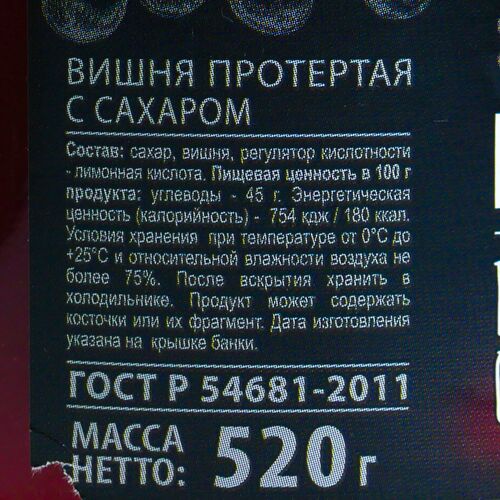 ВИШНЯ ПРОТЕРТАЯ
С САХАРОМ
Состав: сахар, вишня, регулятор кислотности
- лимонная кислота. Пищевая ценность в 100 г
продукта: углеводы - 45 г. Энергетическая
ценность (калорийность) - 754 кдж / 180 ккал.
Условия хранения при температуре от 0°С до
+25°С и относительной влажности воздуха не
более 75%. После вскрытия хранить в
холодильнике. Продукт может содержать
косточки или их фрагмент. Дата изготовления
указана на крышке банки.
ГОСТ Р 54681-2011
МАССА
НЕТТО: 520 г